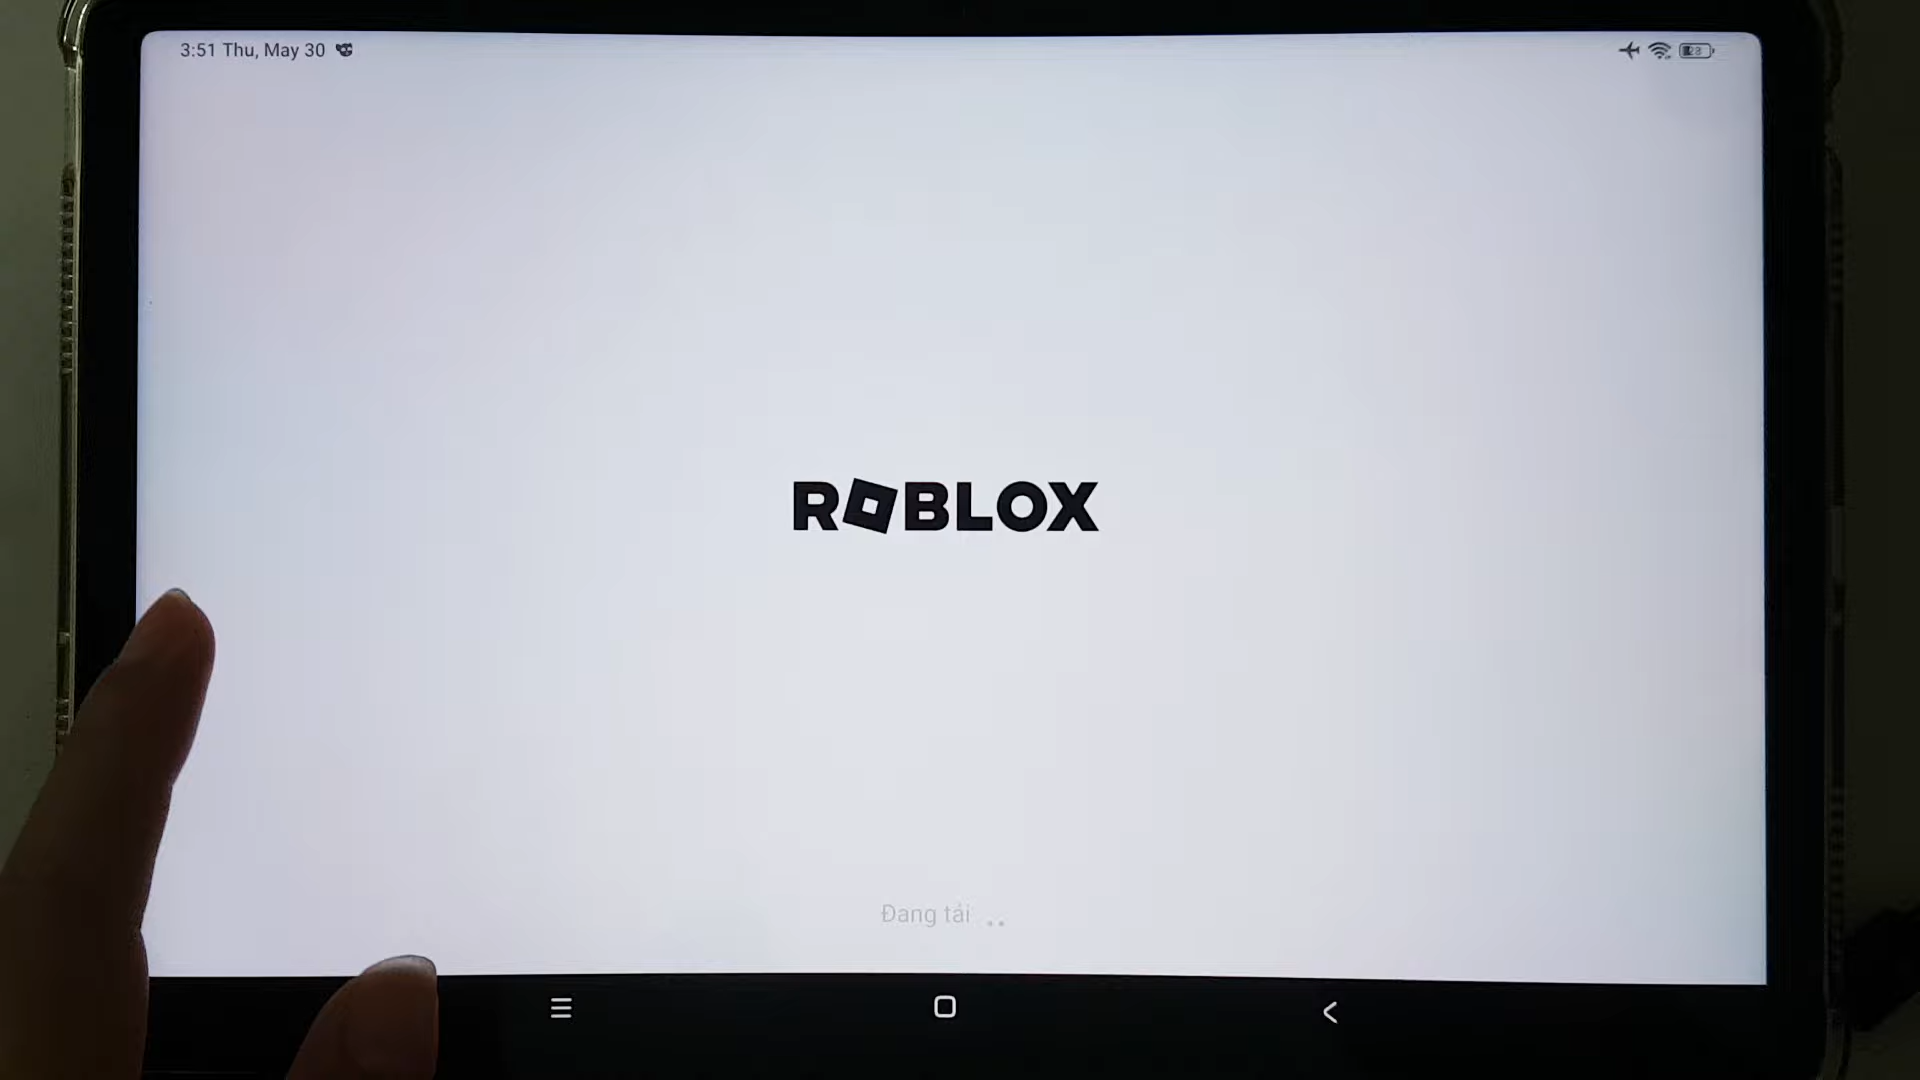 3:51 Thu, May 30
ROBLOX
Đang tải ..